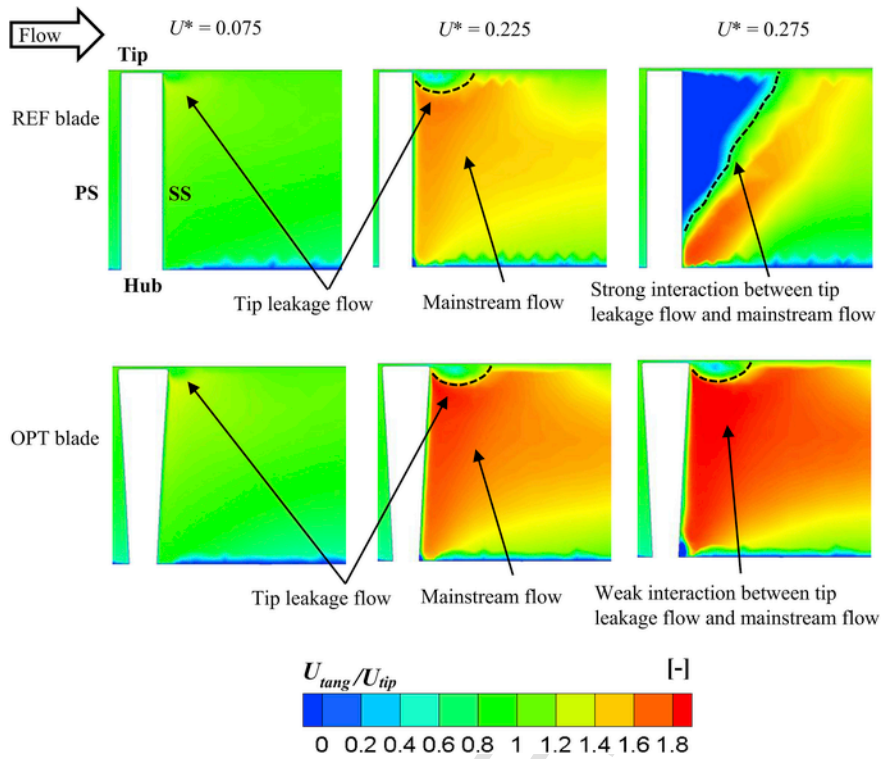 Flow
U* = 0.075
U* = 0.225
U* = 0.275
Tip
REF blade
PS
SS
Hub
Tip leakage flow
Mainstream flow
Strong interaction between tip
leakage flow and mainstream flow
OPT blade
Tip leakage flow
Mainstream flow
Weak interaction between tip
leakage flow and mainstream flow
U_tang/U_tip [-]
0 0.2 0.4 0.6 0.8 1 1.2 1.4 1.6 1.8